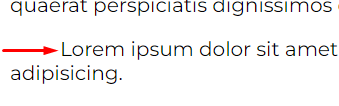 quaerat perspiciatis dignissimos
Lorem ipsum dolor sit amet
adipisicing.